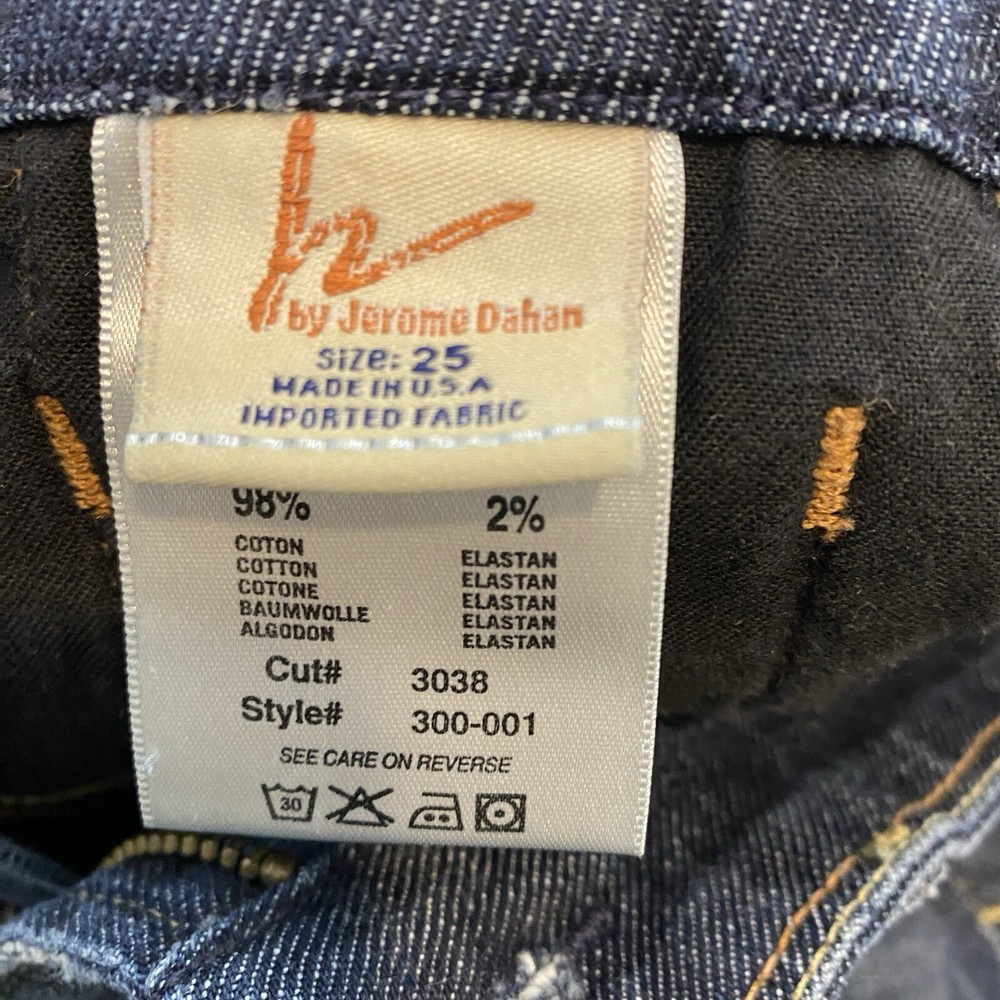 h
by Jerome Dahan
Size: 25
MADE IN U.S.A
IMPORTED FABRIC
98% 2%
COTON ELASTAN
COTTON ELASTAN
COTONE ELASTAN
BAUMWOLLE ELASTAN
ALGODON ELASTAN
Cut# 3038
Style# 300-001
SEE CARE ON REVERSE
30